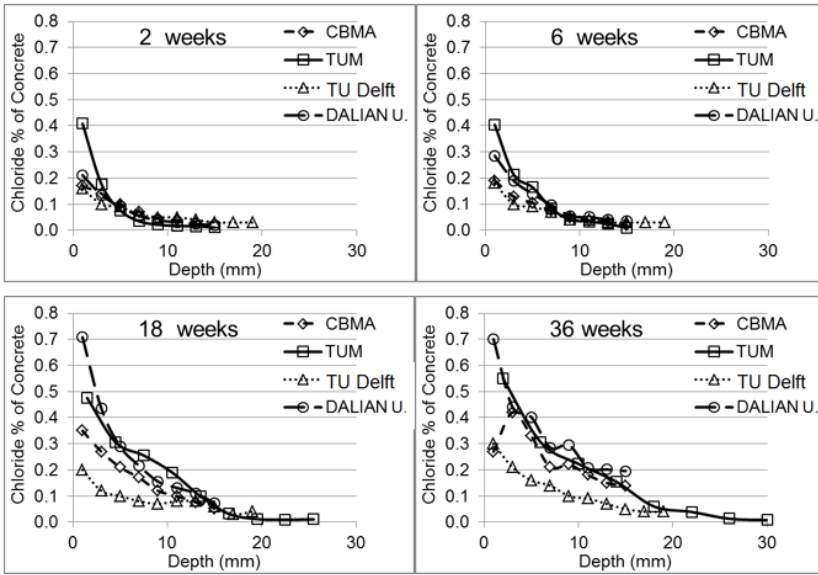 2 weeks
CBMA
TUM
TU Delft
DALIAN U.
Chloride % of Concrete
0.8
0.7
0.6
0.5
0.4
0.3
0.2
0.1
0.0
0 10 20 30
Depth (mm)
6 weeks
CBMA
TUM
TU Delft
DALIAN U.
Chloride % of Concrete
0.8
0.7
0.6
0.5
0.4
0.3
0.2
0.1
0.0
0 10 20 30
Depth (mm)
18 weeks
CBMA
TUM
TU Delft
DALIAN U.
Chloride % of Concrete
0.8
0.7
0.6
0.5
0.4
0.3
0.2
0.1
0.0
0 10 20 30
Depth (mm)
36 weeks
CBMA
TUM
TU Delft
DALIAN U.
Chloride % of Concrete
0.8
0.7
0.6
0.5
0.4
0.3
0.2
0.1
0.0
0 10 20 30
Depth (mm)